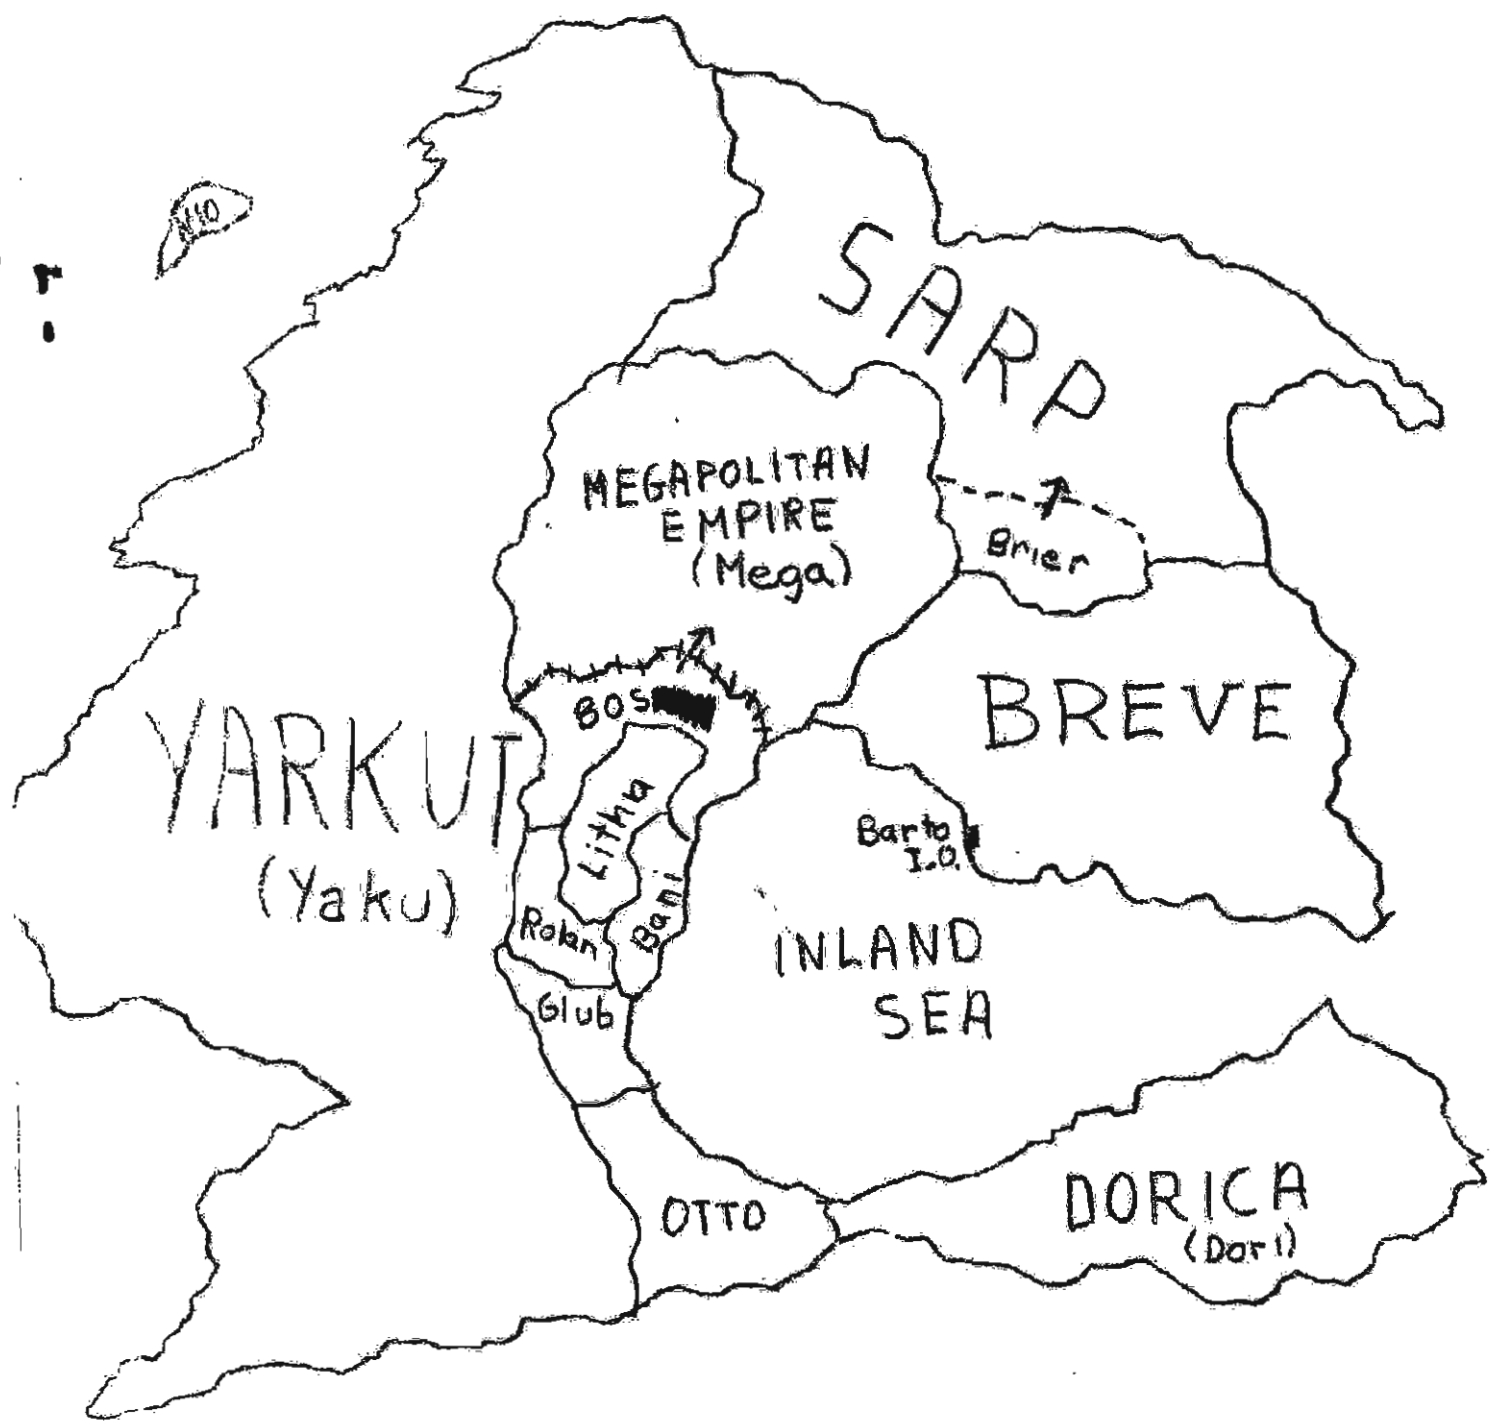 SARP
MEGAPOLITAN
EMPIRE
(Mega)
Brier
BOS
BREVE
YARKUT
(Yaku)
Litha
Barto
I.O.
Rolan
Bani
INLAND
SEA
Glub
OTTO
DORICA
(Dori)